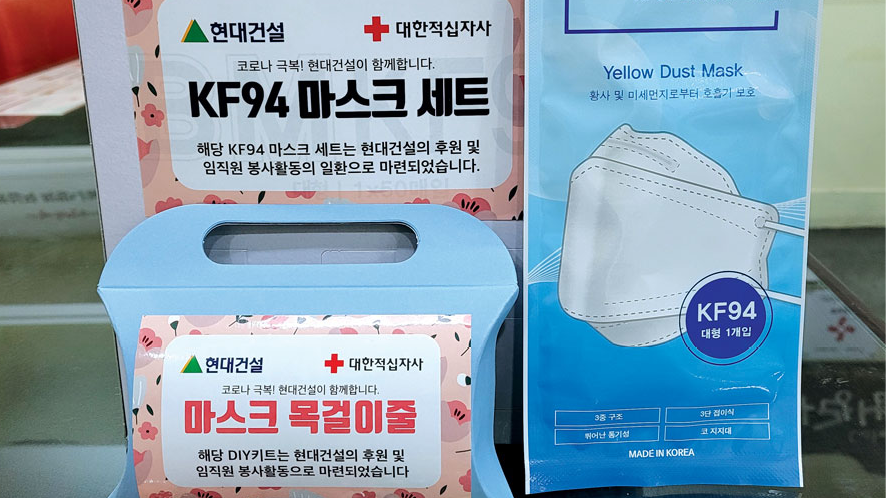 현대건설
대한적십자사
코로나 극복! 현대건설이 함께합니다.
KF94 마스크 세트
해당 KF94 마스크 세트는 현대건설의 후원 및
임직원 봉사활동의 일환으로 마련되었습니다.
현대건설
대한적십자사
코로나 극복! 현대건설이 함께합니다.
마스크 목걸이줄
해당 DIY키트는 현대건설의 후원 및
임직원 봉사활동으로 마련되었습니다
Yellow Dust Mask
황사 및 미세먼지로부터 호흡기 보호
KF94
대형 1개입
3중 구조
3단 접이식
뛰어난 통기성
코 지지대
MADE IN KOREA